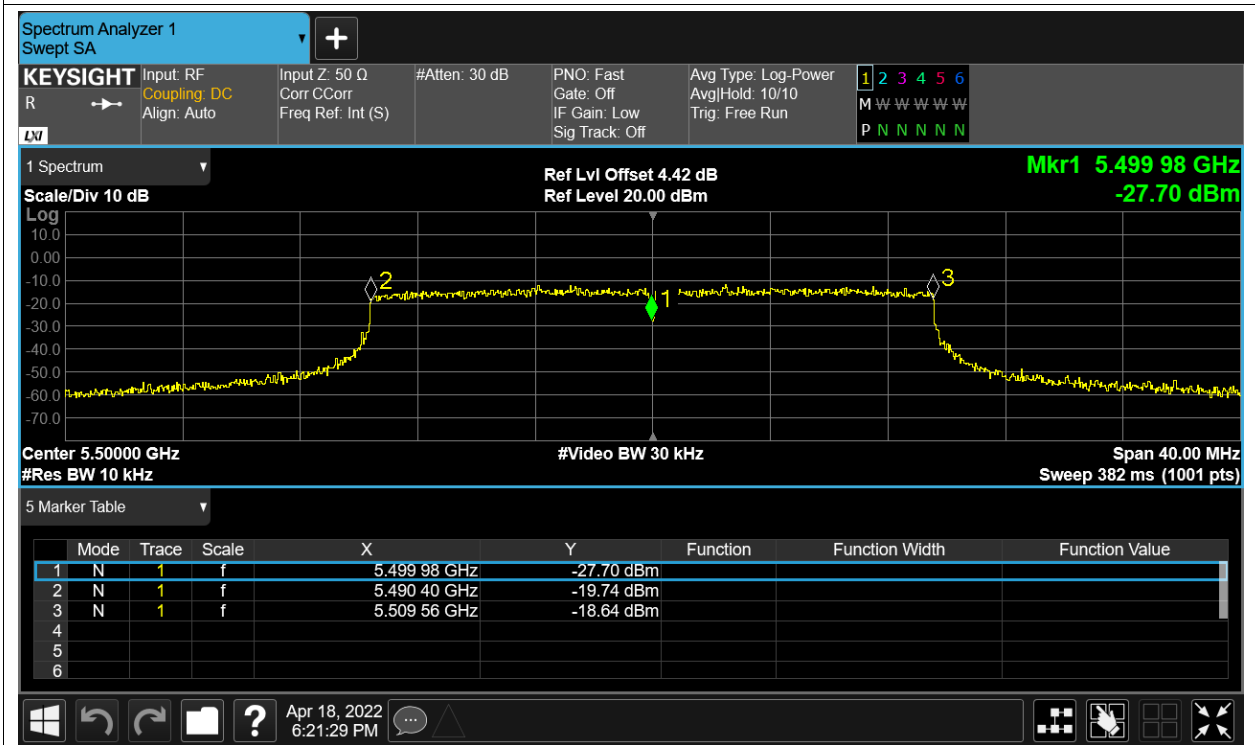 Spectrum Analyzer 1
Swept SA
KEYSIGHT Input: RF Input Z: 50 Ω #Atten: 30 dB PNO: Fast Avg Type: Log-Power 1 2 3 4 5 6
R Coupling: DC Corr CCorr Gate: Off Avg|Hold: 10/10 M W W W W W
Align: Auto Freq Ref: Int (S) IF Gain: Low Trig: Free Run
LXI Sig Track: Off P N N N N N
1 Spectrum Ref Lvl Offset 4.42 dB Mkr1 5.499 98 GHz
Scale/Div 10 dB Ref Level 20.00 dBm -27.70 dBm
Log
10.0
0.00
-10.0
2 3
-20.0
1
-30.0
-40.0
-50.0
-60.0
-70.0
Center 5.50000 GHz #Video BW 30 kHz Span 40.00 MHz
#Res BW 10 kHz Sweep 382 ms (1001 pts)
5 Marker Table
Mode Trace Scale X Y Function Function Width Function Value
1 N 1 f 5.499 98 GHz -27.70 dBm
2 N 1 f 5.490 40 GHz -19.74 dBm
3 N 1 f 5.509 56 GHz -18.64 dBm
4
5
6
? Apr 18, 2022
6:21:29 PM